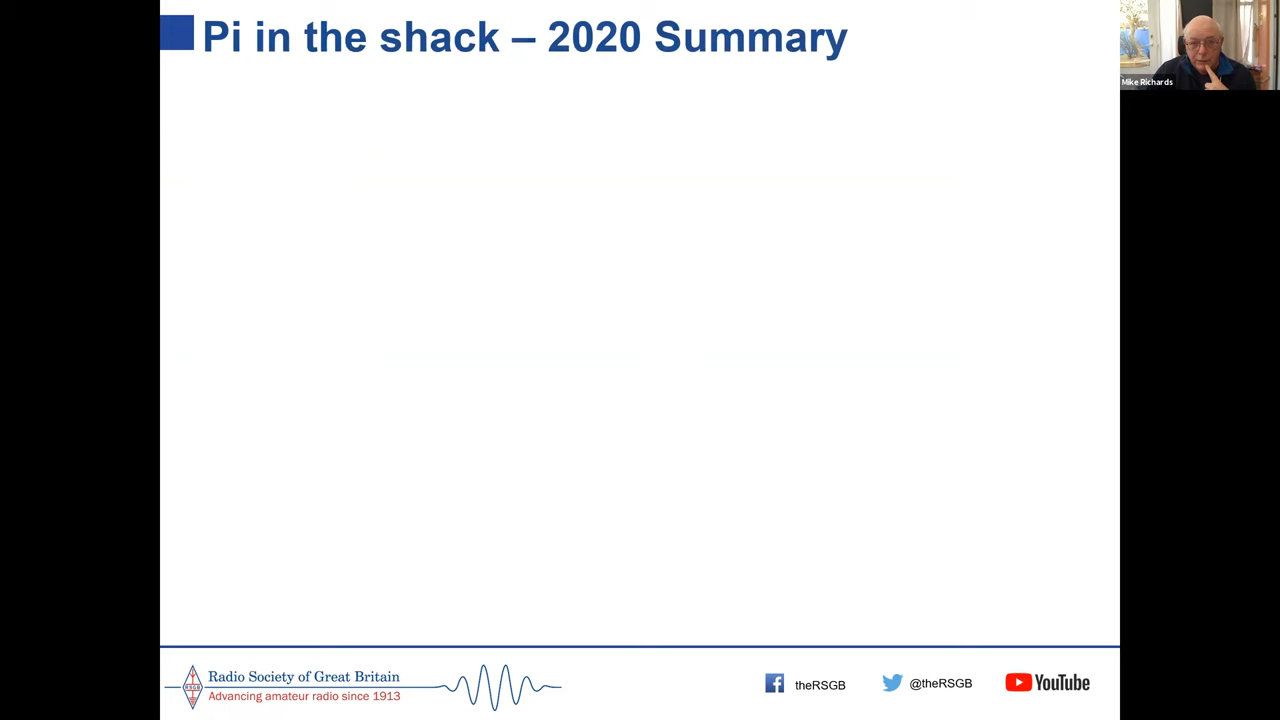 Pi in the shack – 2020 Summary
Mike Richards
RSGB
Radio Society of Great Britain
Advancing amateur radio since 1913
theRSGB
@theRSGB
YouTube